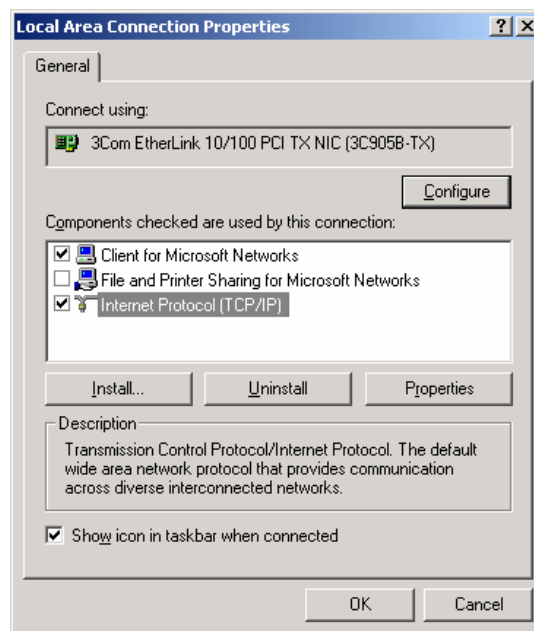 Local Area Connection Properties
General
Connect using:
3Com EtherLink 10/100 PCI TX NIC (3C905B-TX)
Configure
Components checked are used by this connection:
Client for Microsoft Networks
File and Printer Sharing for Microsoft Networks
Internet Protocol (TCP/IP)
Install... Uninstall Properties
Description
Transmission Control Protocol/Internet Protocol. The default
wide area network protocol that provides communication
across diverse interconnected networks.
Show icon in taskbar when connected
OK Cancel